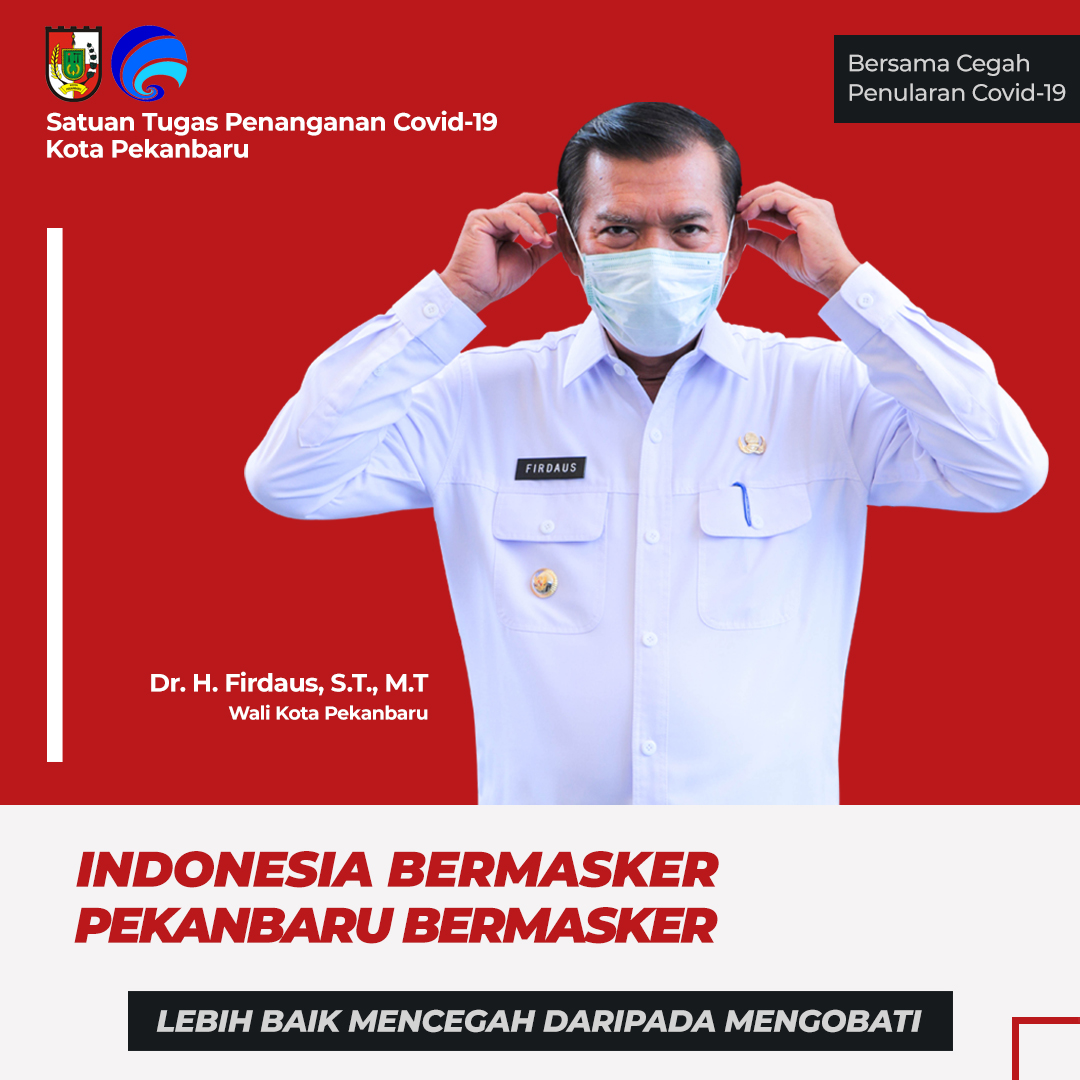 Satuan Tugas Penanganan Covid-19
Kota Pekanbaru
Bersama Cegah
Penularan Covid-19
FIRDAUS
Dr. H. Firdaus, S.T., M.T
Wali Kota Pekanbaru
INDONESIA BERMASKER
PEKANBARU BERMASKER
LEBIH BAIK MENCEGAH DARIPADA MENGOBATI